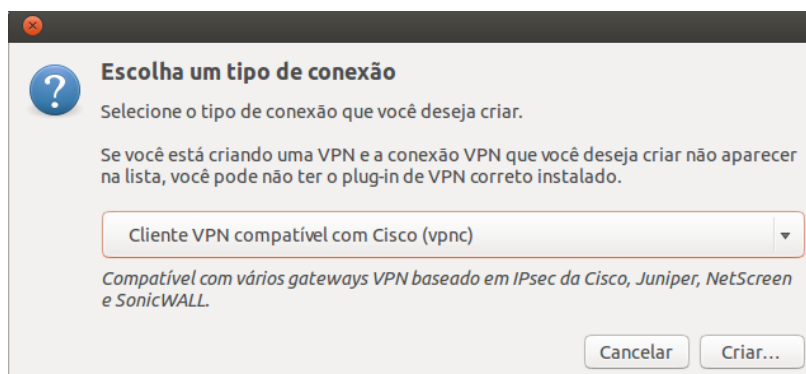 Escolha um tipo de conexão
Selecione o tipo de conexão que você deseja criar.
Se você está criando uma VPN e a conexão VPN que você deseja criar não aparecer
na lista, você pode não ter o plug-in de VPN correto instalado.
Cliente VPN compatível com Cisco (vpnc)
Compatível com vários gateways VPN baseado em IPsec da Cisco, Juniper, NetScreen
e SonicWALL.
Cancelar
Criar...